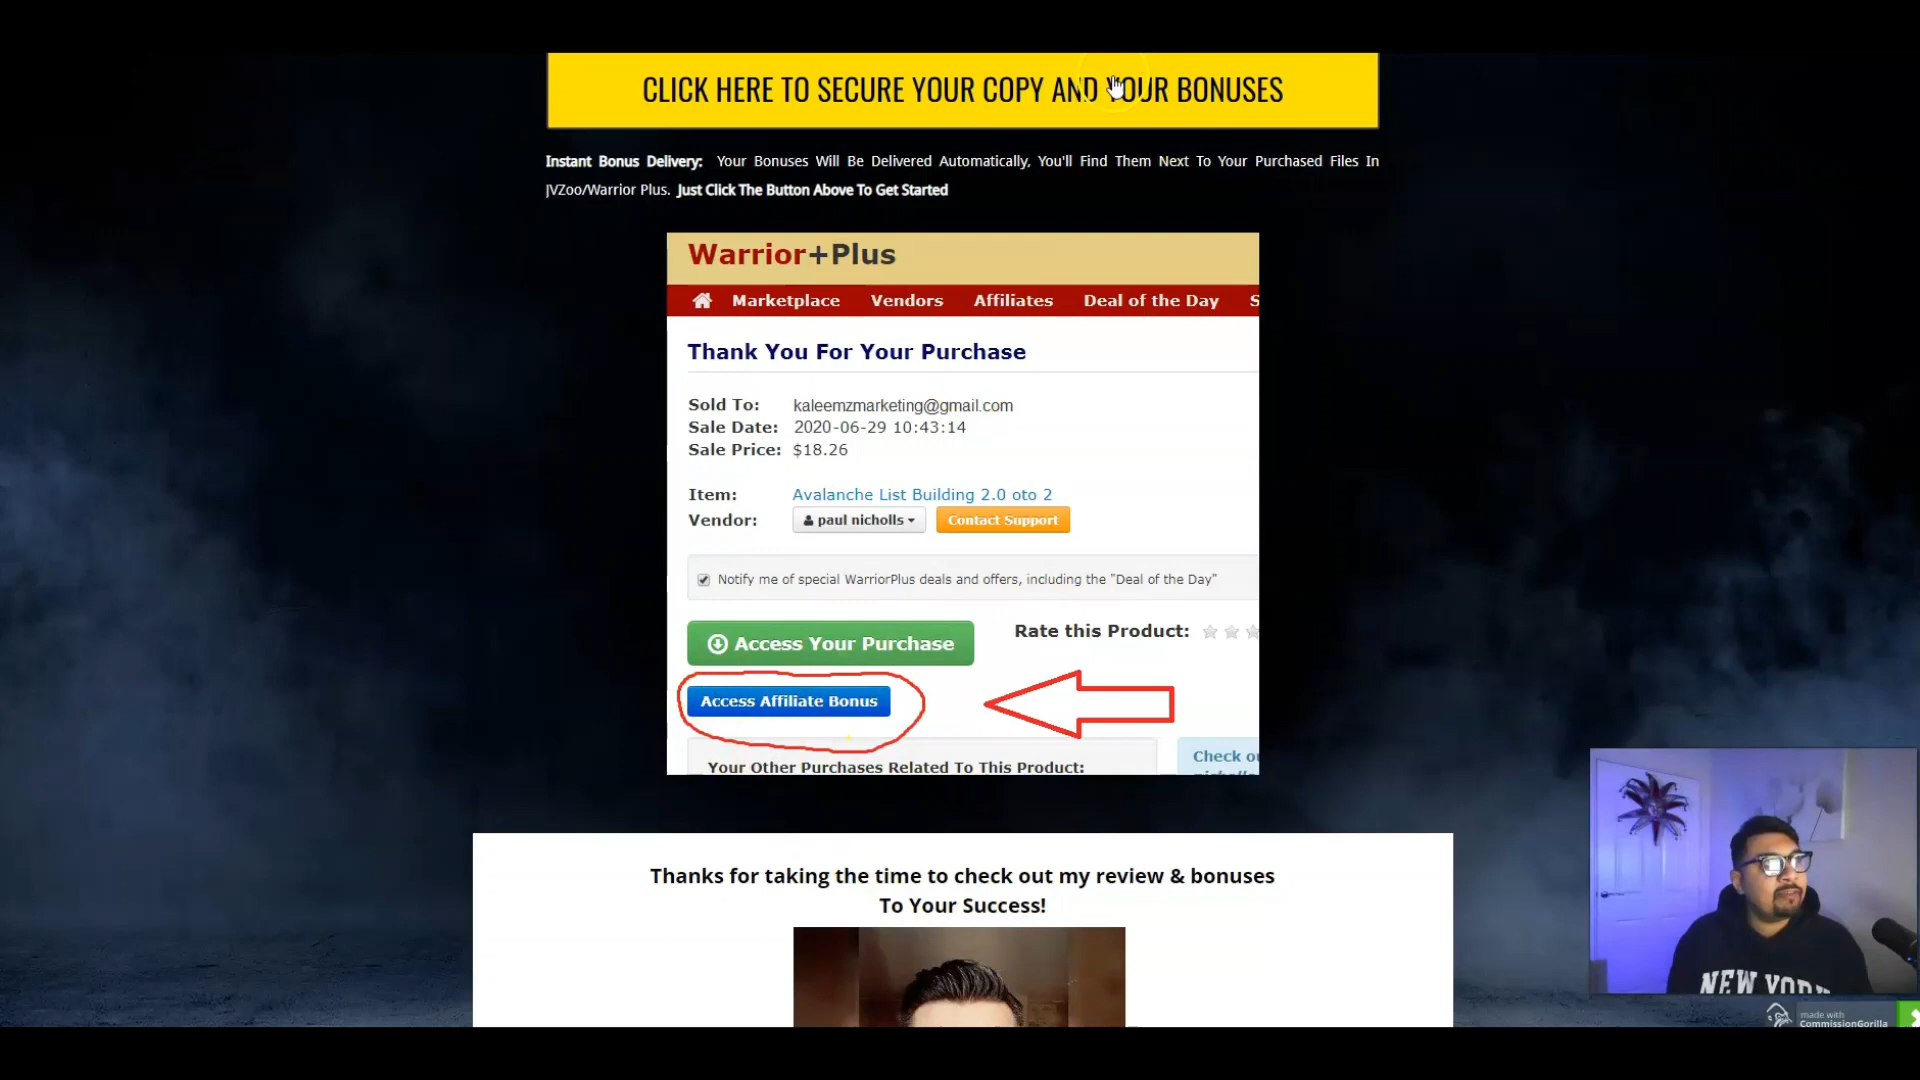 CLICK HERE TO SECURE YOUR COPY AND YOUR BONUSES
Instant Bonus Delivery: Your Bonuses Will Be Delivered Automatically, You'll Find Them Next To Your Purchased Files In
JVZoo/Warrior Plus. Just Click The Button Above To Get Started
Warrior+Plus
Marketplace Vendors Affiliates Deal of the Day S
Thank You For Your Purchase
Sold To: kaleemzmarketing@gmail.com
Sale Date: 2020-06-29 10:43:14
Sale Price: $18.26
Item: Avalanche List Building 2.0 oto 2
Vendor: paul nicholls Contact Support
Notify me of special WarriorPlus deals and offers, including the "Deal of the Day"
Access Your Purchase Rate this Product:
Access Affiliate Bonus
Check ou
Your Other Purchases Related To This Product:
Thanks for taking the time to check out my review & bonuses
To Your Success!
NEW YORK
made with
CommissionGorilla